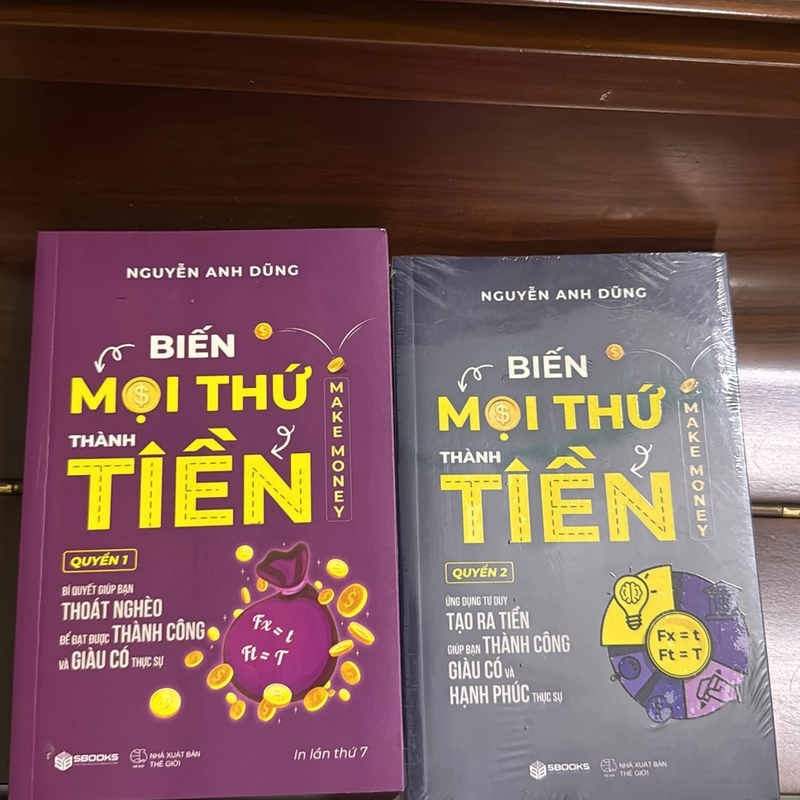 NGUYỄN ANH DŨNG
BIẾN
MỌI THỨ
THÀNH
TIỀN
MAKE MONEY
QUYỂN 1
BÍ QUYẾT GIÚP BẠN
THOÁT NGHÈO
ĐỂ ĐẠT ĐƯỢC THÀNH CÔNG
VÀ GIÀU CÓ THỰC SỰ
Fx = t
Ft = T
SBOOKS
NHÀ XUẤT BẢN
THẾ GIỚI
In lần thứ 7
NGUYỄN ANH DŨNG
BIẾN
MỌI THỨ
THÀNH
TIỀN
MAKE MONEY
QUYỂN 2
ỨNG DỤNG TƯ DUY
TẠO RA TIỀN
GIÚP BẠN THÀNH CÔNG
GIÀU CÓ VÀ
HẠNH PHÚC THỰC SỰ
Fx = t
Ft = T
SBOOKS
NHÀ XUẤT BẢN
THẾ GIỚI